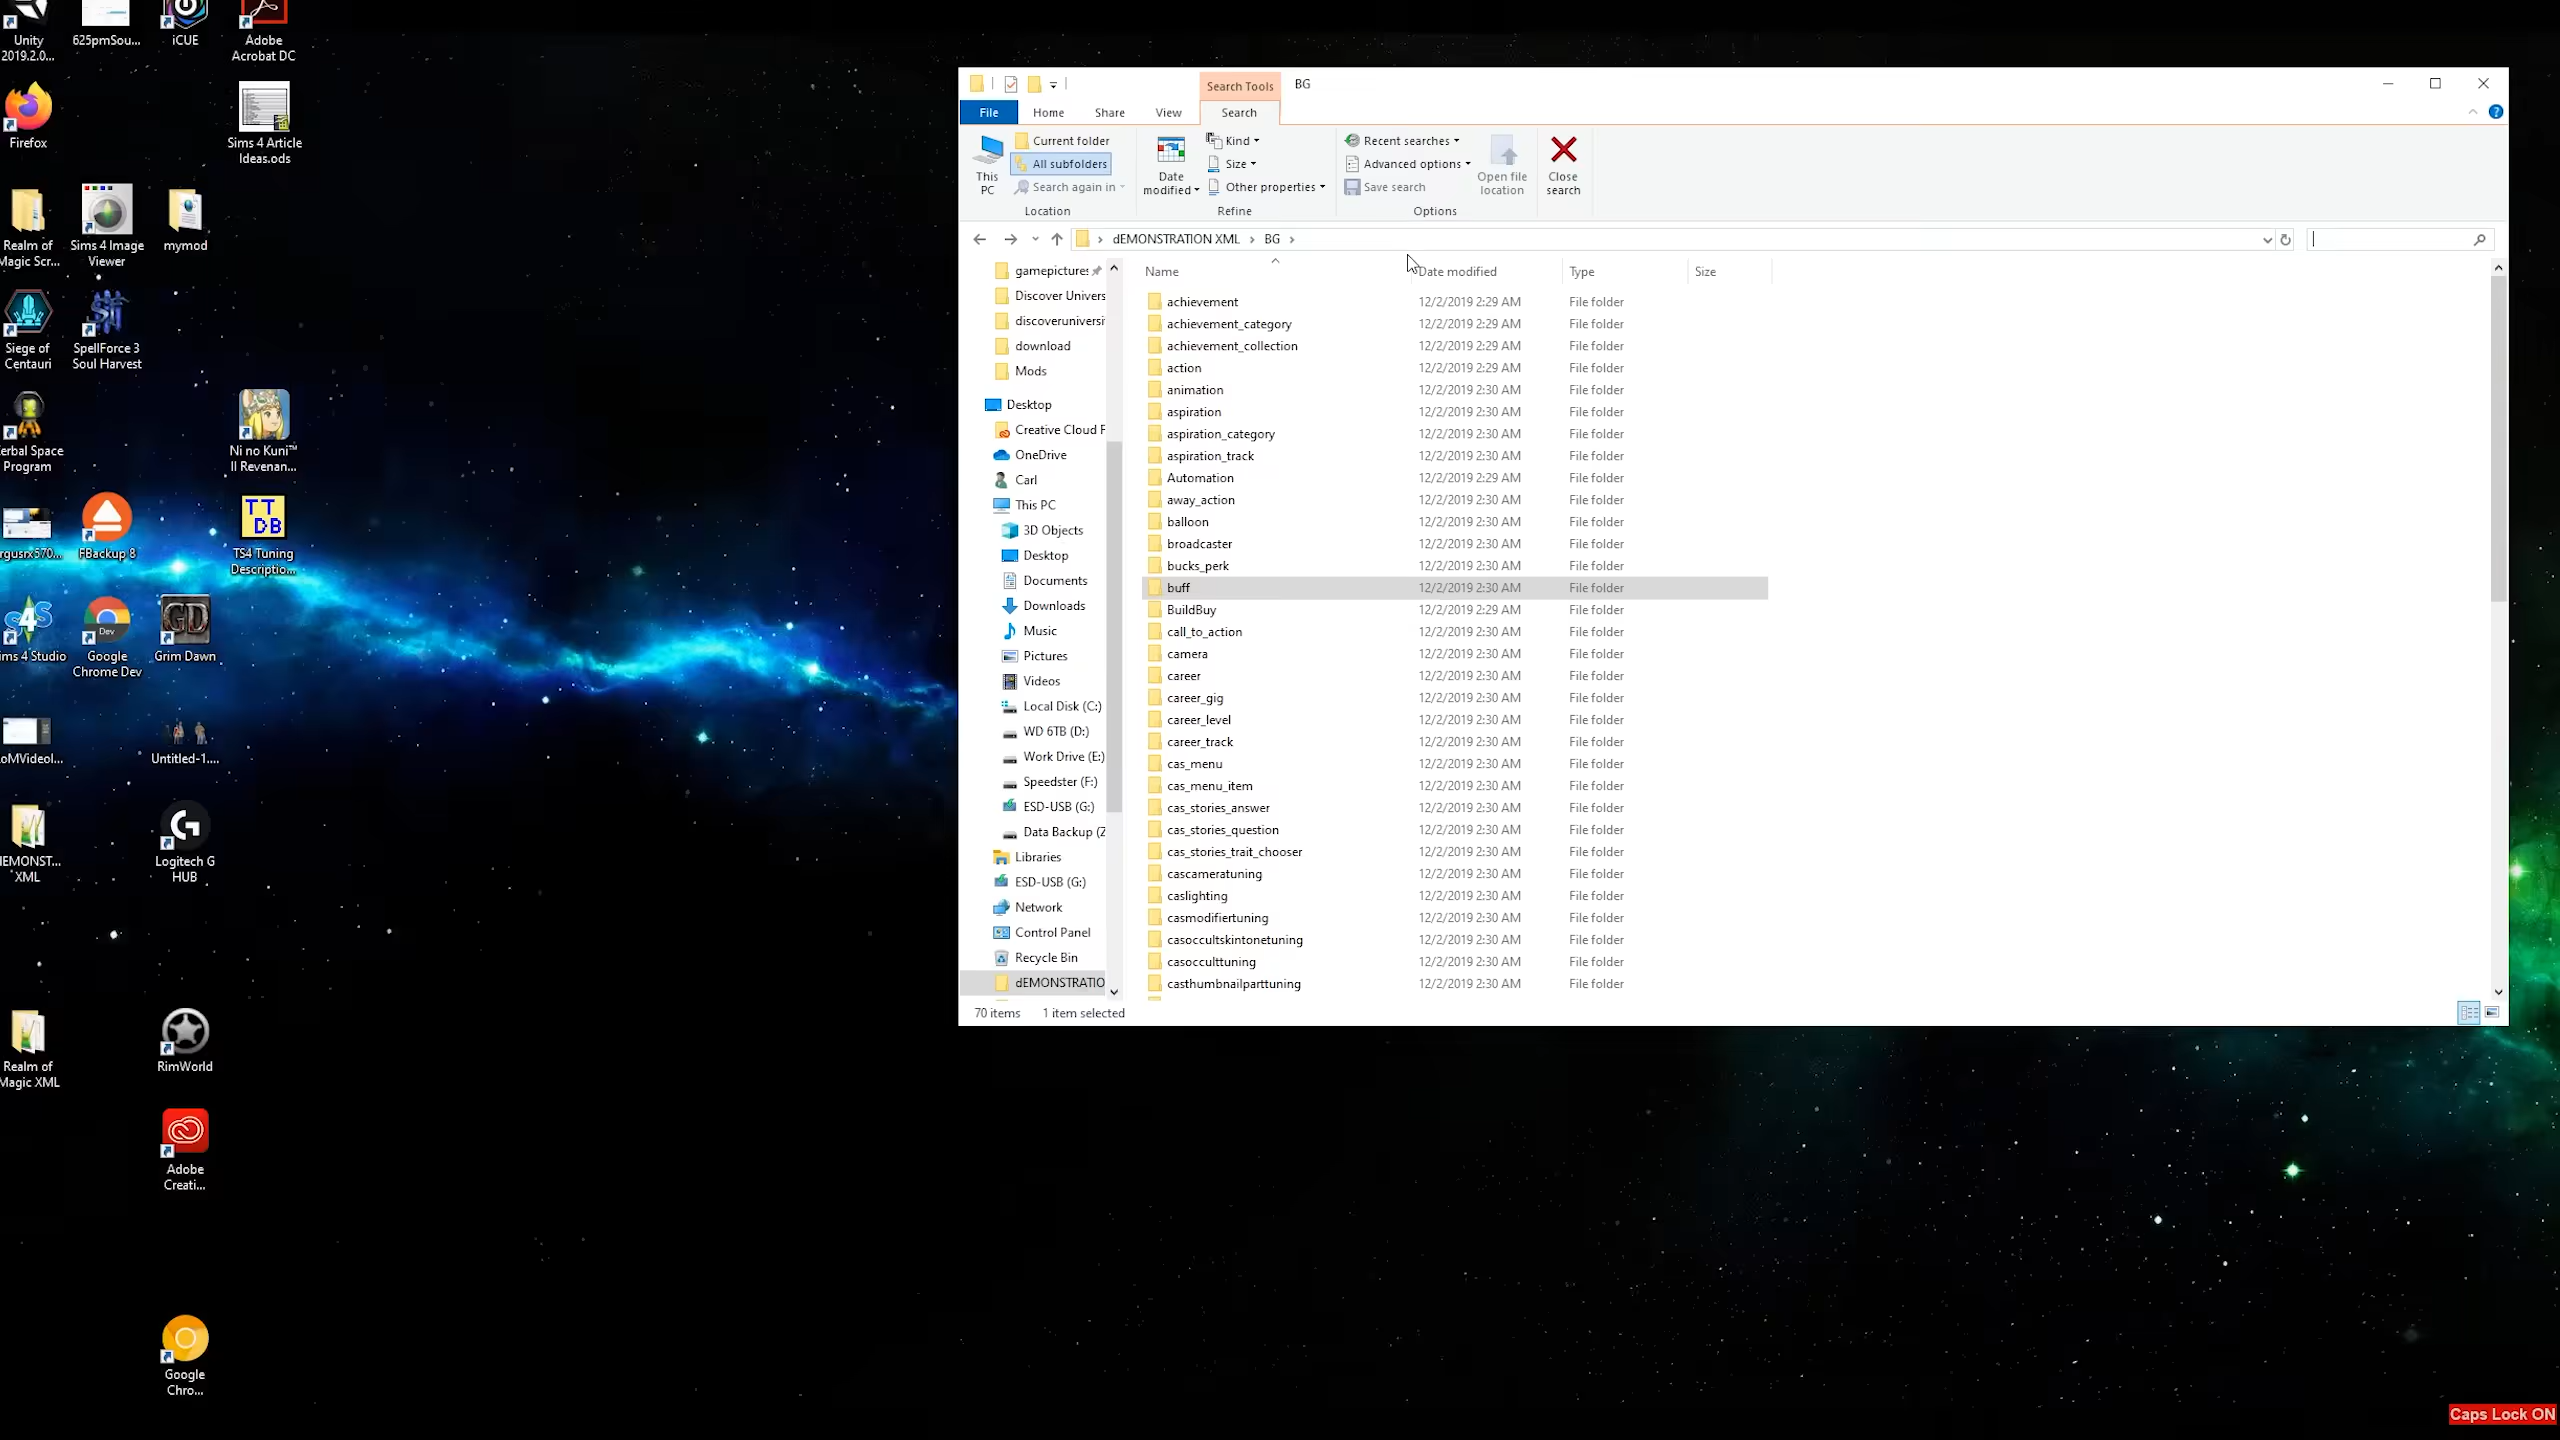 Unity
2019.2.0...
625pmSou...
iCUE
Adobe
Acrobat DC
Firefox
Sims 4 Article
Ideas.ods
Realm of
Magic Scr...
Sims 4 Image
Viewer
mymod
Siege of
Centauri
SpellForce 3
Soul Harvest
erbal Space
Program
Ni no Kuni™
II Revenan...
rgusrx570...
FBackup 8
TT
DB
TS4 Tuning
Descriptio...
ims 4 Studio
Dev
Google
Chrome Dev
GD
Grim Dawn
oMVideol...
Untitled-1....
EMONST...
XML
Logitech G
HUB
Realm of
Magic XML
RimWorld
Adobe
Creati...
Google
Chro...
Search Tools
BG
File
Home
Share
View
Search
This
PC
Current folder
All subfolders
Search again in
Location
Date
modified
Kind
Size
Other properties
Refine
Recent searches
Advanced options
Save search
Options
Open file
location
Close
search
dEMONSTRATION XML
BG
gamepictures
Discover Univers
discoveruniversi
download
Mods
Desktop
Creative Cloud F
OneDrive
Carl
This PC
3D Objects
Desktop
Documents
Downloads
Music
Pictures
Videos
Local Disk (C:)
WD 6TB (D:)
Work Drive (E:)
Speedster (F:)
ESD-USB (G:)
Data Backup (Z
Libraries
ESD-USB (G:)
Network
Control Panel
Recycle Bin
dEMONSTRATIO
Name Date modified Type Size
achievement 12/2/2019 2:29 AM File folder
achievement_category 12/2/2019 2:29 AM File folder
achievement_collection 12/2/2019 2:29 AM File folder
action 12/2/2019 2:29 AM File folder
animation 12/2/2019 2:30 AM File folder
aspiration 12/2/2019 2:30 AM File folder
aspiration_category 12/2/2019 2:30 AM File folder
aspiration_track 12/2/2019 2:30 AM File folder
Automation 12/2/2019 2:29 AM File folder
away_action 12/2/2019 2:30 AM File folder
balloon 12/2/2019 2:30 AM File folder
broadcaster 12/2/2019 2:30 AM File folder
bucks_perk 12/2/2019 2:30 AM File folder
buff 12/2/2019 2:30 AM File folder
BuildBuy 12/2/2019 2:29 AM File folder
call_to_action 12/2/2019 2:30 AM File folder
camera 12/2/2019 2:30 AM File folder
career 12/2/2019 2:30 AM File folder
career_gig 12/2/2019 2:30 AM File folder
career_level 12/2/2019 2:30 AM File folder
career_track 12/2/2019 2:30 AM File folder
cas_menu 12/2/2019 2:30 AM File folder
cas_menu_item 12/2/2019 2:30 AM File folder
cas_stories_answer 12/2/2019 2:30 AM File folder
cas_stories_question 12/2/2019 2:30 AM File folder
cas_stories_trait_chooser 12/2/2019 2:30 AM File folder
cascameratuning 12/2/2019 2:30 AM File folder
caslighting 12/2/2019 2:30 AM File folder
casmodifiertuning 12/2/2019 2:30 AM File folder
casoccultskintonetuning 12/2/2019 2:30 AM File folder
casocculttuning 12/2/2019 2:30 AM File folder
casthumbnailparttuning 12/2/2019 2:30 AM File folder
70 items 1 item selected
Caps Lock ON